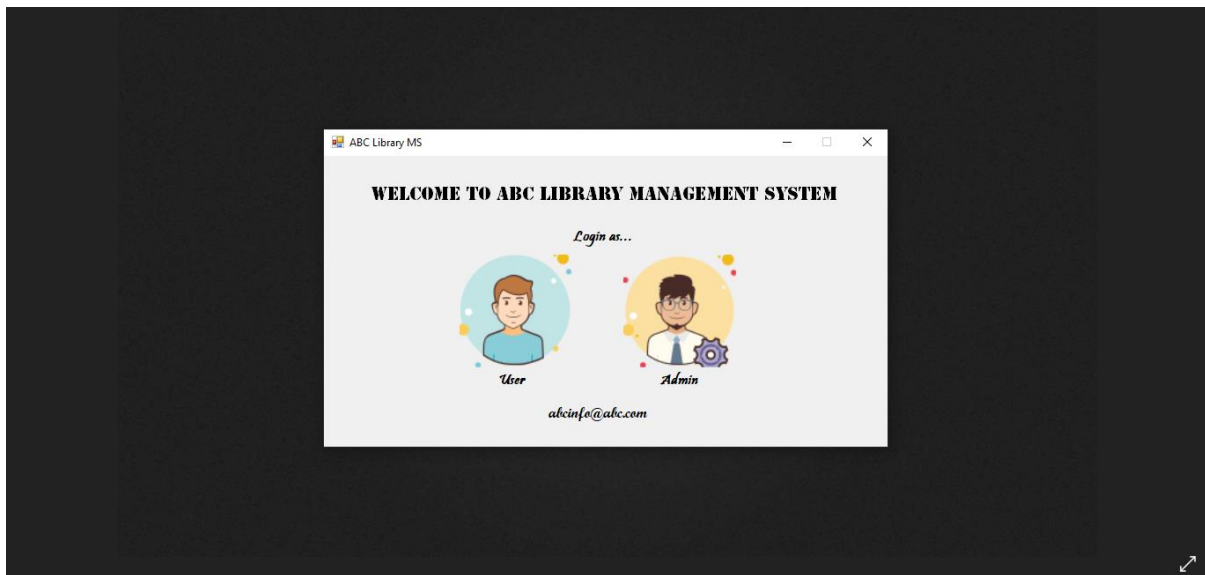 ABC Library MS
WELCOME TO ABC LIBRARY MANAGEMENT SYSTEM
Login as...
User Admin
abcinfo@abc.com